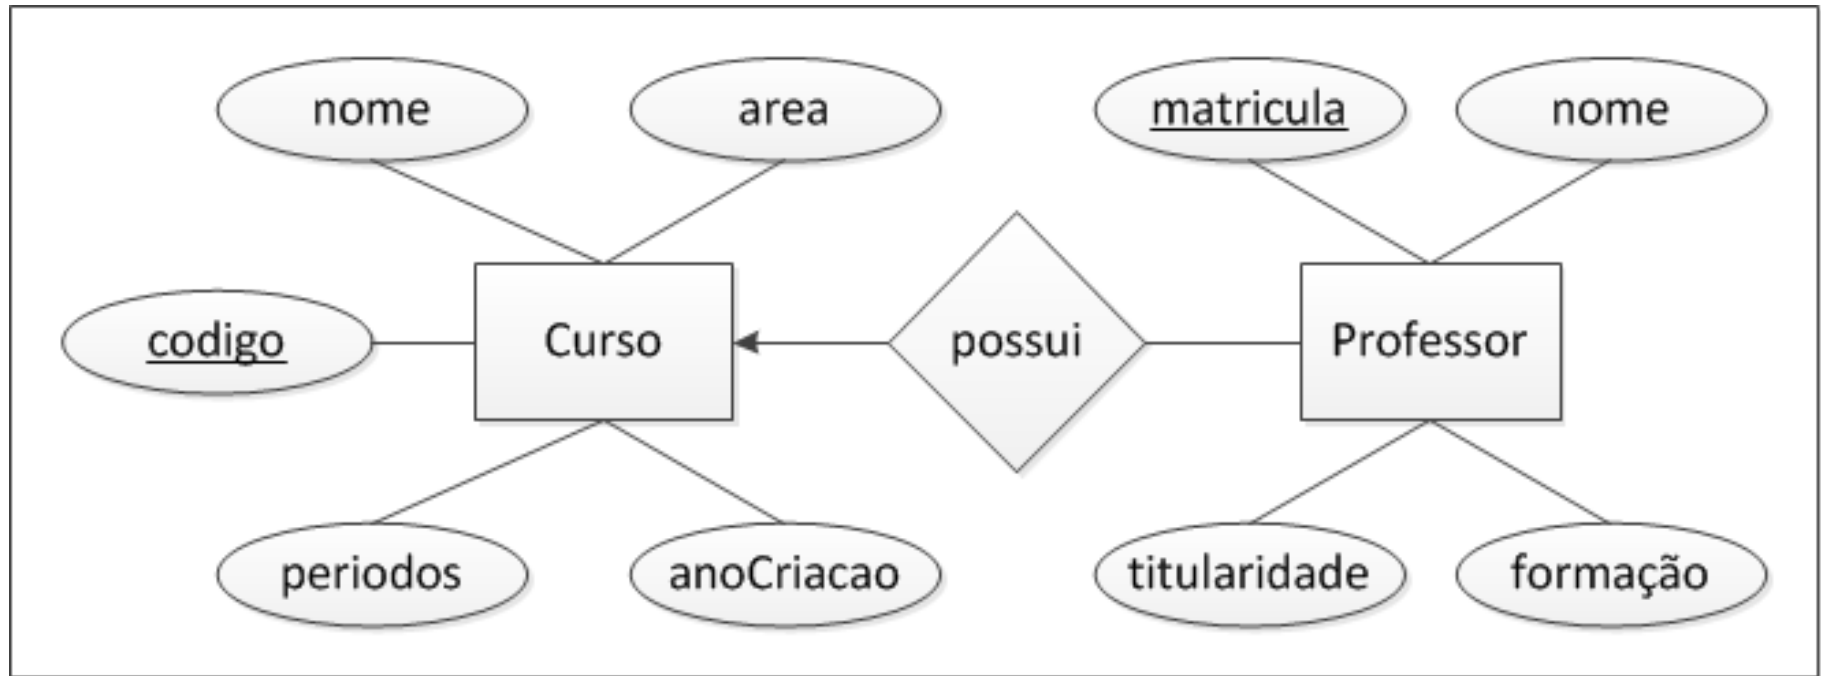 nome
area
matricula
nome
codigo
Curso
possui
Professor
periodos
anoCriacao
titularidade
formação